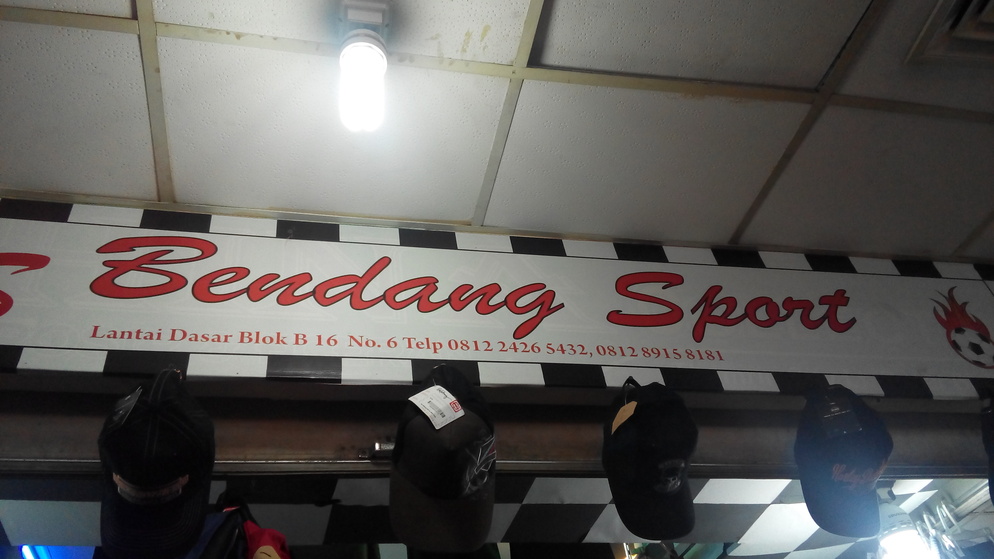 Bendang Sport
Lantai Dasar Blok B 16 No. 6 Telp 0812 2426 5432, 0812 8915 8181